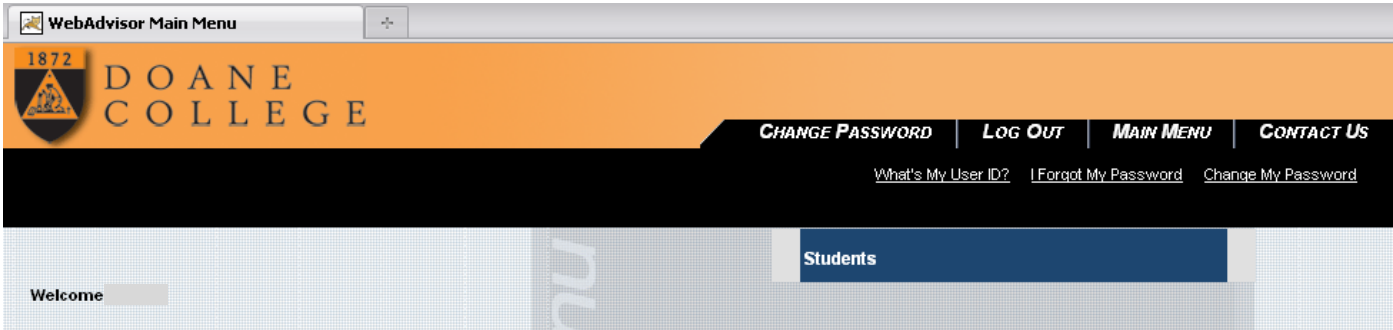 WebAdvisor Main Menu
1872
DOANE
COLLEGE
CHANGE PASSWORD LOG OUT MAIN MENU CONTACT US
What's My User ID? I Forgot My Password Change My Password
Students
Welcome